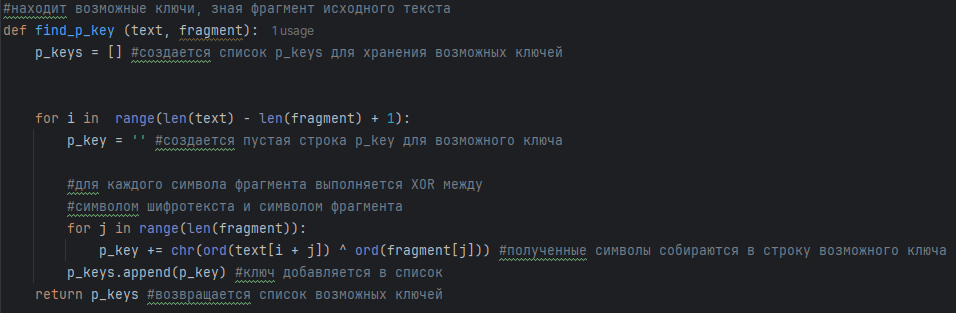 #находит возможные ключи, зная фрагмент исходного текста
def find_p_key (text, fragment): 1 usage
p_keys = [] #создается список p_keys для хранения возможных ключей
for i in  range(len(text) - len(fragment) + 1):
p_key = '' #создается пустая строка p_key для возможного ключа
#для каждого символа фрагмента выполняется XOR между
#символом шифротекста и символом фрагмента
for j in range(len(fragment)):
p_key += chr(ord(text[i + j]) ^ ord(fragment[j])) #полученные символы собираются в строку возможного ключа
p_keys.append(p_key) #ключ добавляется в список
return p_keys #возвращается список возможных ключей